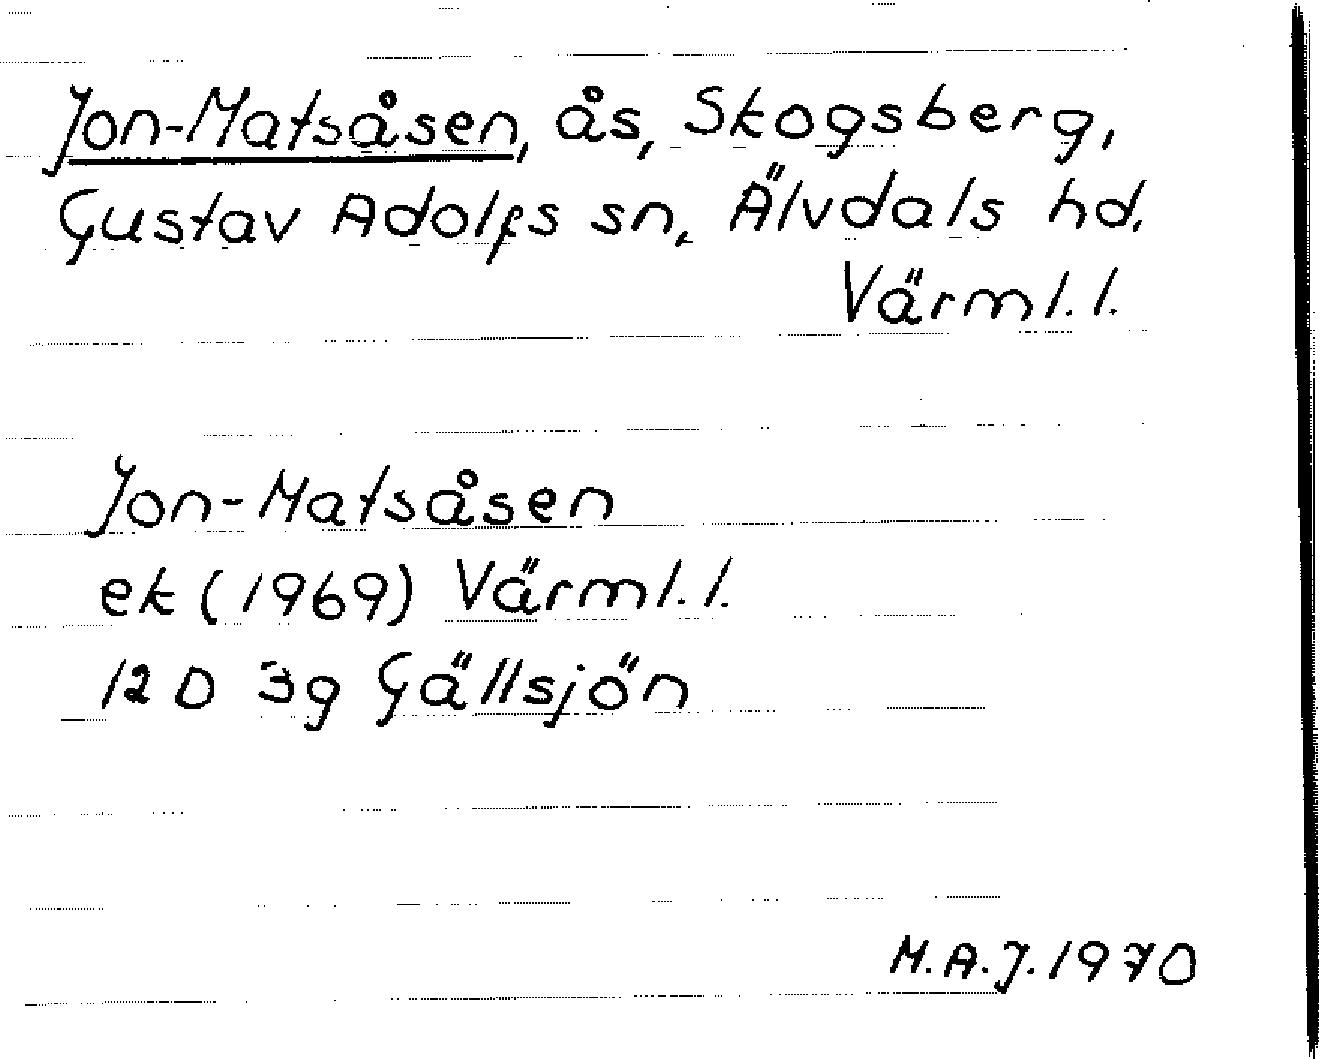 Jon-Matsåsen, ås, Skogsberg,
Gustav Adolfs sn, Älvdals hd.
Värml. l.
Jon-Matsåsen
ek (1969) Värml. l.
12 D 3g Gällsjön
M.A.J. 1970